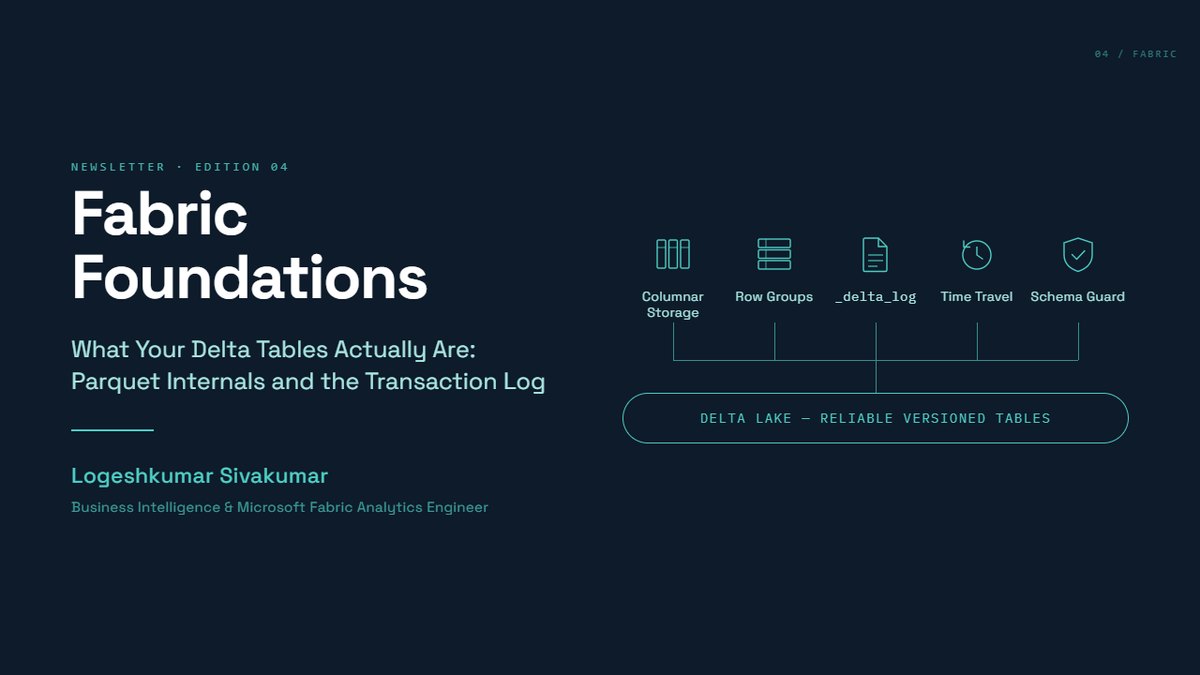 04 / FABRIC
NEWSLETTER · EDITION 04
Fabric
Foundations
What Your Delta Tables Actually Are:
Parquet Internals and the Transaction Log
Logeshkumar Sivakumar
Business Intelligence & Microsoft Fabric Analytics Engineer
Columnar
Storage
Row Groups
_delta_log
Time Travel
Schema Guard
DELTA LAKE — RELIABLE VERSIONED TABLES